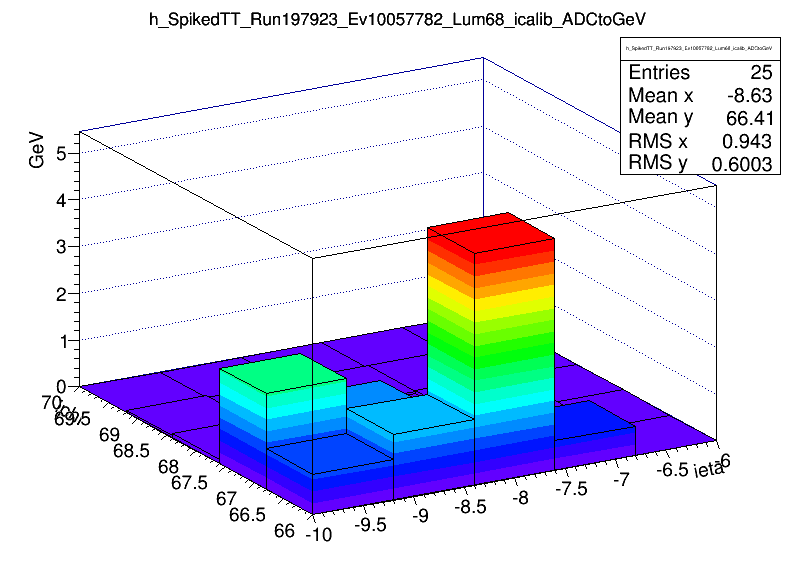 h_SpikedTT_Run197923_Ev10057782_Lum68_icalib_ADCtoGeV
h_SpikedTT_Run197923_Ev10057782_Lum68_icalib_ADCtoGeV
Entries 25
Mean x -8.63
Mean y 66.41
RMS x 0.943
RMS y 0.6003
GeV
5
4
3
2
1
0
70
69.5
69
68.5
68
67.5
67
66.5
66
-10
-9.5
-9
-8.5
-8
-7.5
-7
-6.5
-6
ieta